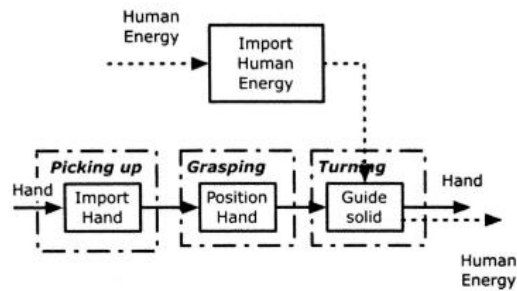 Human
Energy
Import
Human
Energy
Picking up
Grasping
Turning
Hand
Import
Hand
Position
Hand
Guide
solid
Hand
Human
Energy